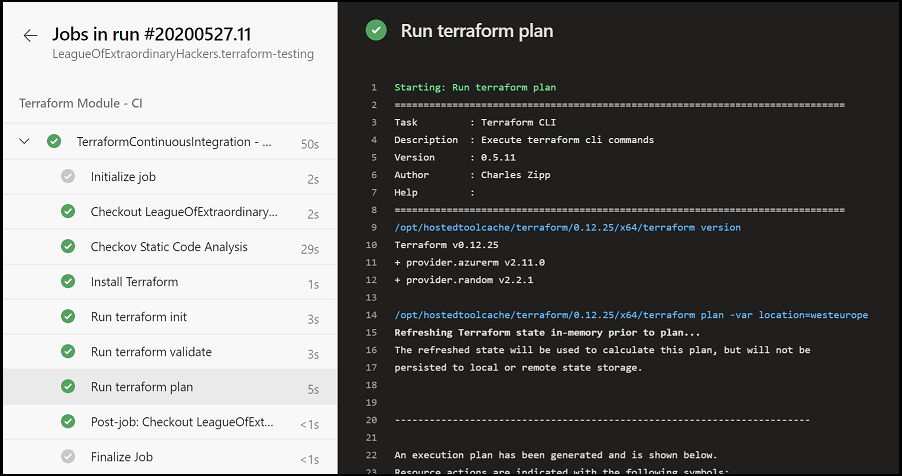 Jobs in run #20200527.11
LeagueOfExtraordinaryHackers.terraform-testing
Terraform Module - CI
TerraformContinuousIntegration - ... 50s
Initialize job 2s
Checkout LeagueOfExtraordinary... 2s
Checkov Static Code Analysis 29s
Install Terraform 1s
Run terraform init 3s
Run terraform validate 3s
Run terraform plan 5s
Post-job: Checkout LeagueOfExt... <1s
Finalize Job <1s
Run terraform plan
1 Starting: Run terraform plan
2 ==============================================================================
3 Task : Terraform CLI
4 Description : Execute terraform cli commands
5 Version : 0.5.11
6 Author : Charles Zipp
7 Help :
8 ==============================================================================
9 /opt/hostedtoolcache/terraform/0.12.25/x64/terraform version
10 Terraform v0.12.25
11 + provider.azurerm v2.11.0
12 + provider.random v2.2.1
13
14 /opt/hostedtoolcache/terraform/0.12.25/x64/terraform plan -var location=westeurope
15 Refreshing Terraform state in-memory prior to plan...
16 The refreshed state will be used to calculate this plan, but will not be
17 persisted to local or remote state storage.
18
19
20 ------------------------------------------------------------------------
21
22 An execution plan has been generated and is shown below.
23 Resource actions are indicated with the following symbols: